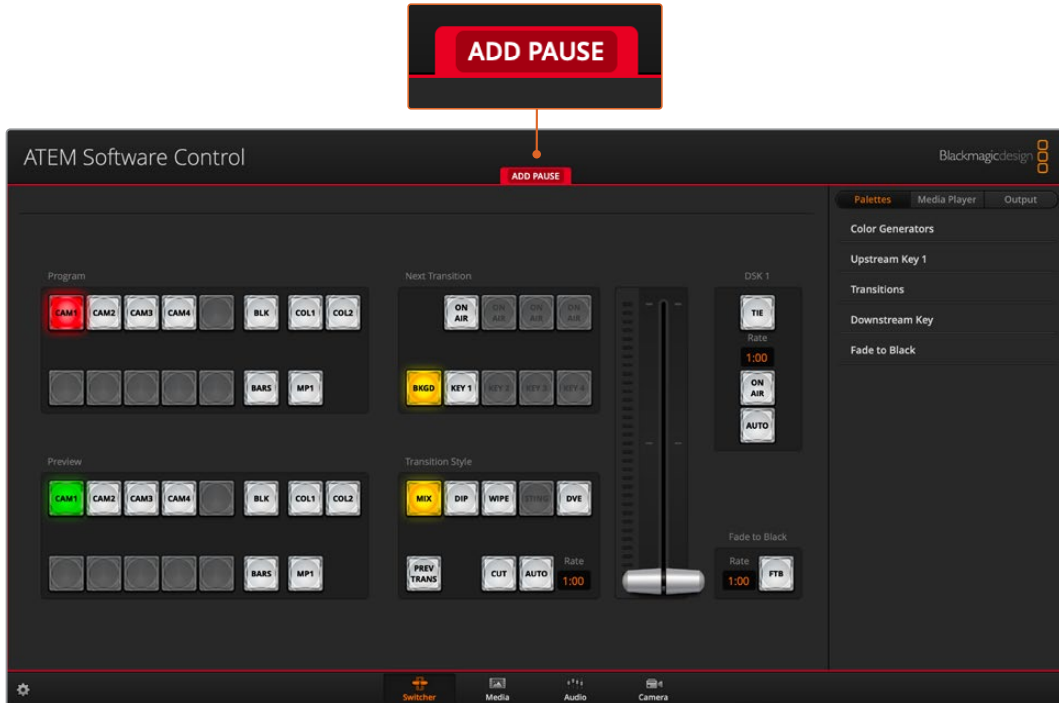 ADD PAUSE
ATEM Software Control
ADD PAUSE
Blackmagicdesign
Palettes Media Player Output
Color Generators
Upstream Key 1
Transitions
Downstream Key
Fade to Black
Program
CAM1 CAM2 CAM3 CAM4 BLK COL1 COL2
BARS MP1
Next Transition
ON AIR ON AIR ON AIR ON AIR
BKGD KEY 1 KEY 2 KEY 3 KEY 4
DSK 1
TIE
Rate
1:00
ON AIR
AUTO
Preview
CAM1 CAM2 CAM3 CAM4 BLK COL1 COL2
BARS MP1
Transition Style
MIX DIP WIPE STING DVE
PREV TRANS CUT AUTO Rate 1:00
Fade to Black
Rate
1:00 FTB
Switcher Media Audio Camera